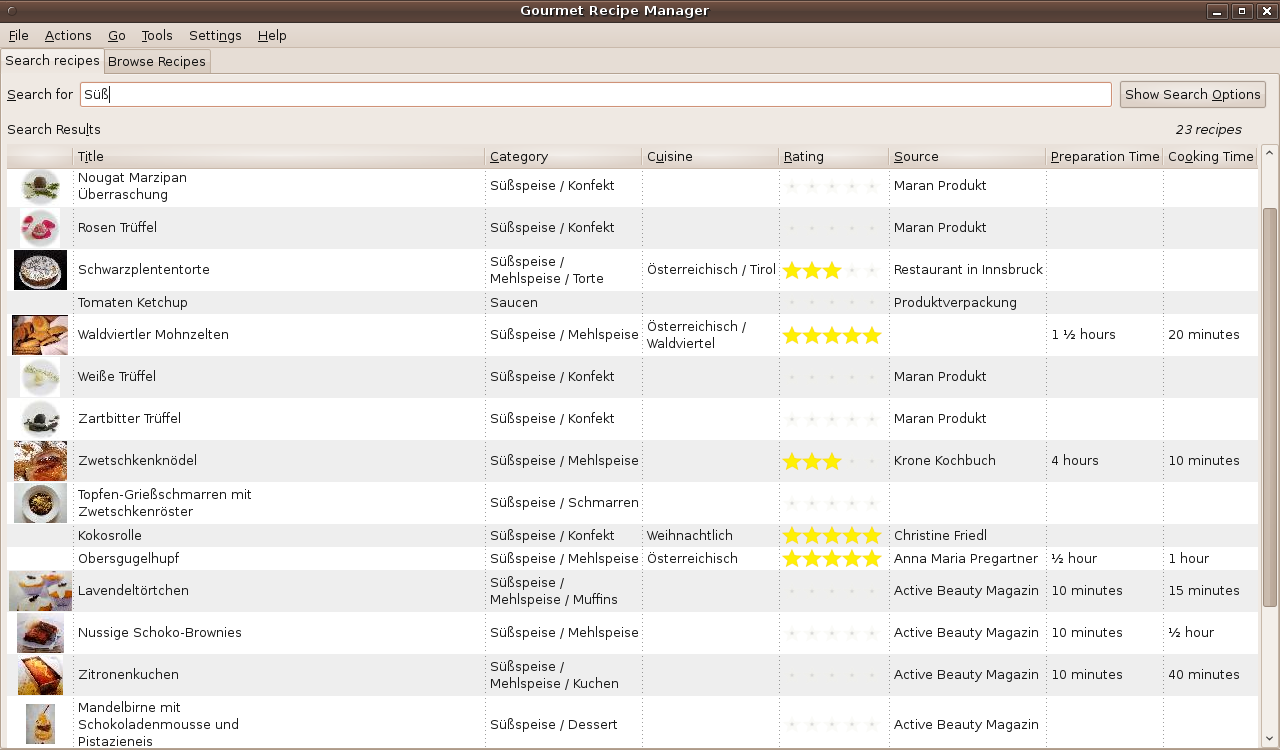 Gourmet Recipe Manager
File Actions Go Tools Settings Help
Search recipes Browse Recipes
Search for Süß Show Search Options
Search Results 23 recipes
Title Category Cuisine Rating Source Preparation Time Cooking Time
Nougat Marzipan
Überraschung Süßspeise / Konfekt Maran Produkt
Rosen Trüffel Süßspeise / Konfekt Maran Produkt
Schwarzplententorte Süßspeise /
Mehlspeise / Torte Österreichisch / Tirol Restaurant in Innsbruck
Tomaten Ketchup Saucen Produktverpackung
Waldviertler Mohnzelten Süßspeise / Mehlspeise Österreichisch /
Waldviertel 1 ½ hours 20 minutes
Weiße Trüffel Süßspeise / Konfekt Maran Produkt
Zartbitter Trüffel Süßspeise / Konfekt Maran Produkt
Zwetschkenknödel Süßspeise / Mehlspeise Krone Kochbuch 4 hours 10 minutes
Topfen-Grießschmarren mit
Zwetschkenröster Süßspeise / Schmarren
Kokosrolle Süßspeise / Konfekt Weihnachtlich Christine Friedl
Obersgugelhupf Süßspeise / Mehlspeise Österreichisch Anna Maria Pregartner ½ hour 1 hour
Lavendeltörtchen Süßspeise /
Mehlspeise / Muffins Active Beauty Magazin 10 minutes 15 minutes
Nussige Schoko-Brownies Süßspeise / Mehlspeise Active Beauty Magazin 10 minutes ½ hour
Zitronenkuchen Süßspeise /
Mehlspeise / Kuchen Active Beauty Magazin 10 minutes 40 minutes
Mandelbirne mit
Schokoladenmousse und
Pistazieneis Süßspeise / Dessert Active Beauty Magazin